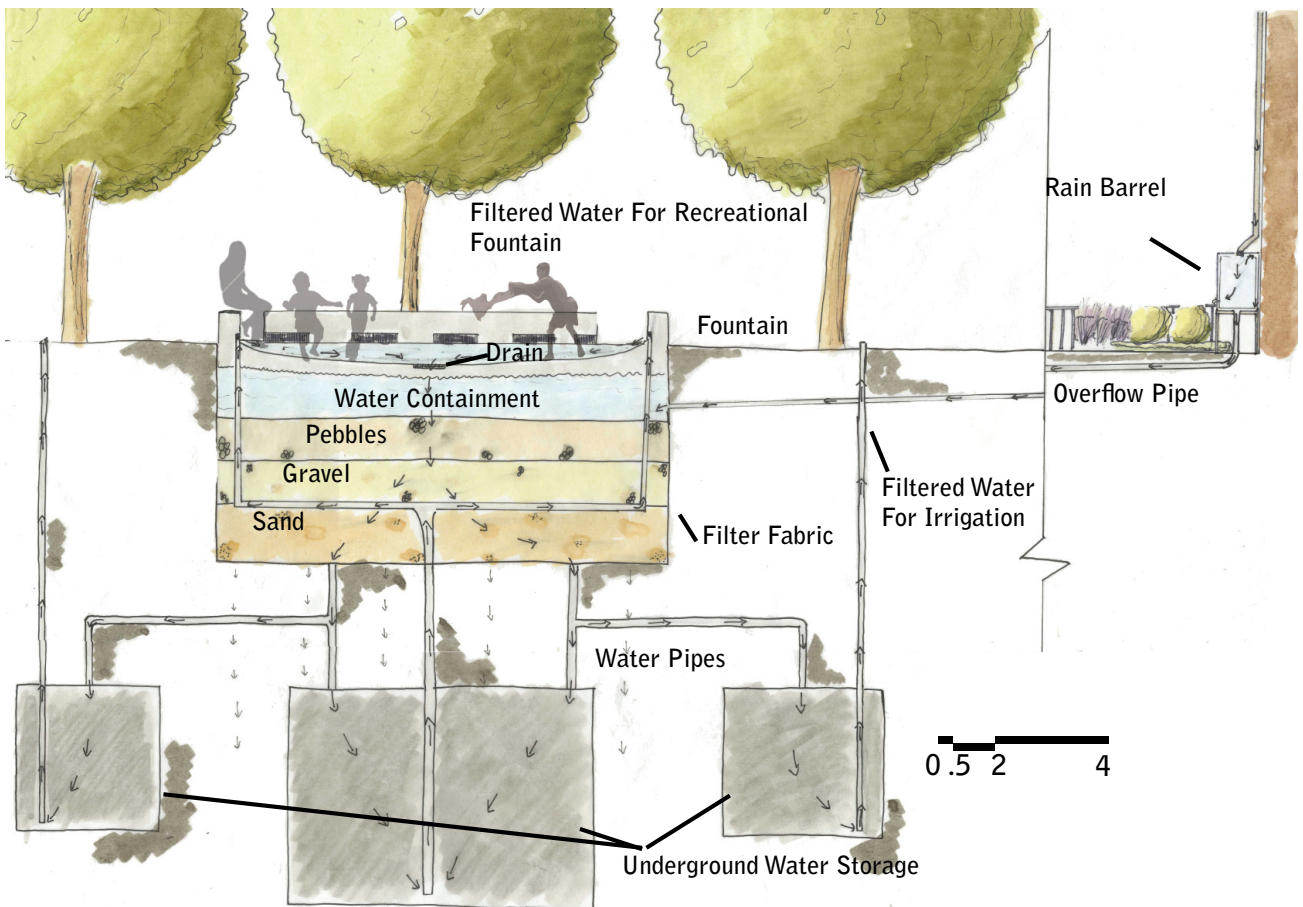 Filtered Water For Recreational
Fountain
Rain Barrel
Fountain
Drain
Water Containment
Overflow Pipe
Pebbles
Gravel
Filtered Water
For Irrigation
Sand
Filter Fabric
Water Pipes
0 .5 2 4
Underground Water Storage